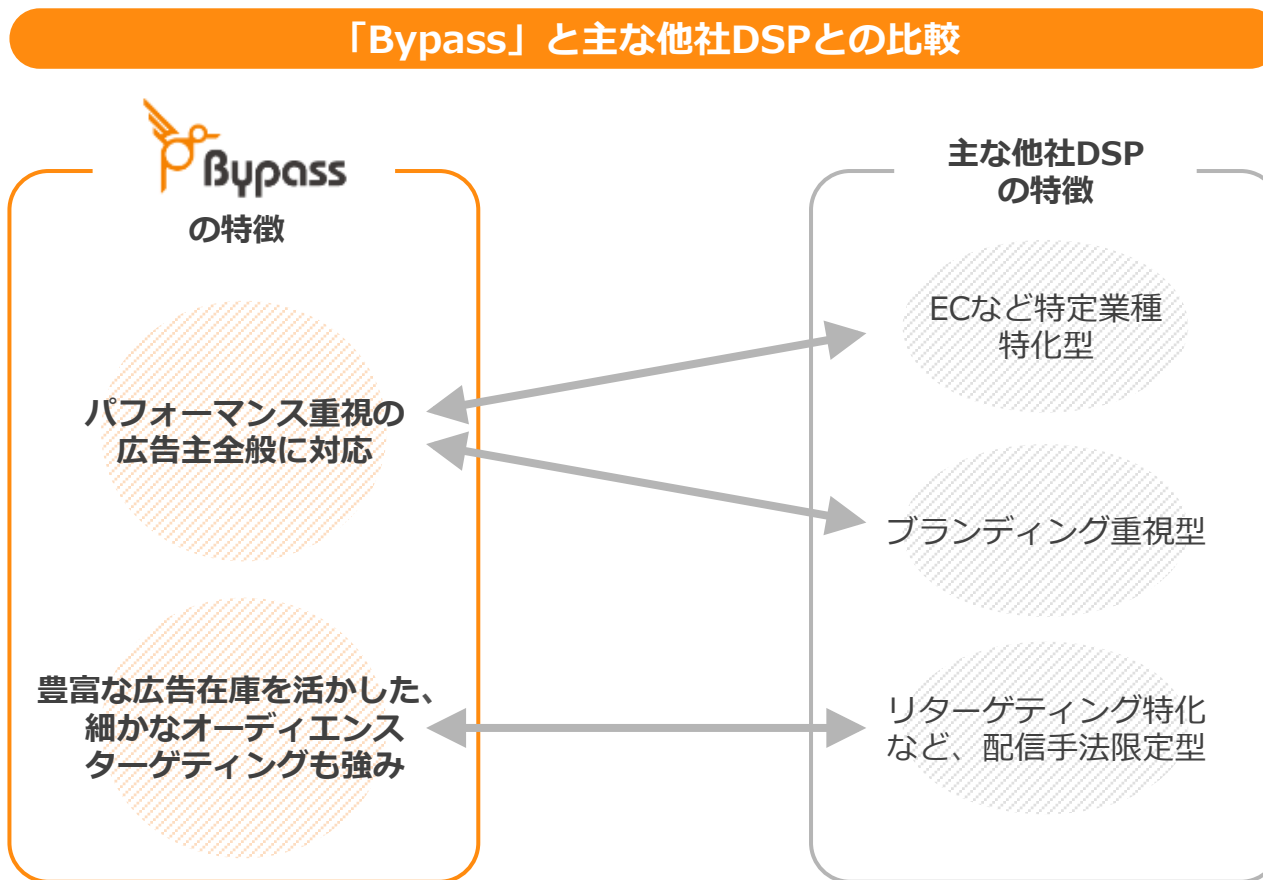 「Bypass」と主な他社DSPとの比較
Bypass
の特徴
パフォーマンス重視の
広告主全般に対応
豊富な広告在庫を活かした、
細かなオーディエンス
ターゲティングも強み
主な他社DSP
の特徴
ECなど特定業種
特化型
ブランディング重視型
リターゲティング特化
など、配信手法限定型